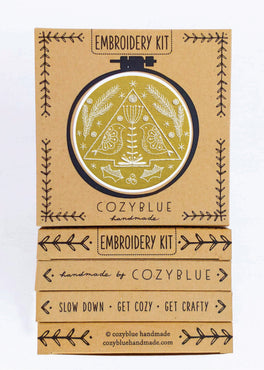 EMBROIDERY KIT
COZYBLUE
handmade
EMBROIDERY KIT
handmade by COZYBLUE
SLOW DOWN · GET COZY · GET CRAFTY
© cozyblue handmade
cozybluehandmade.com